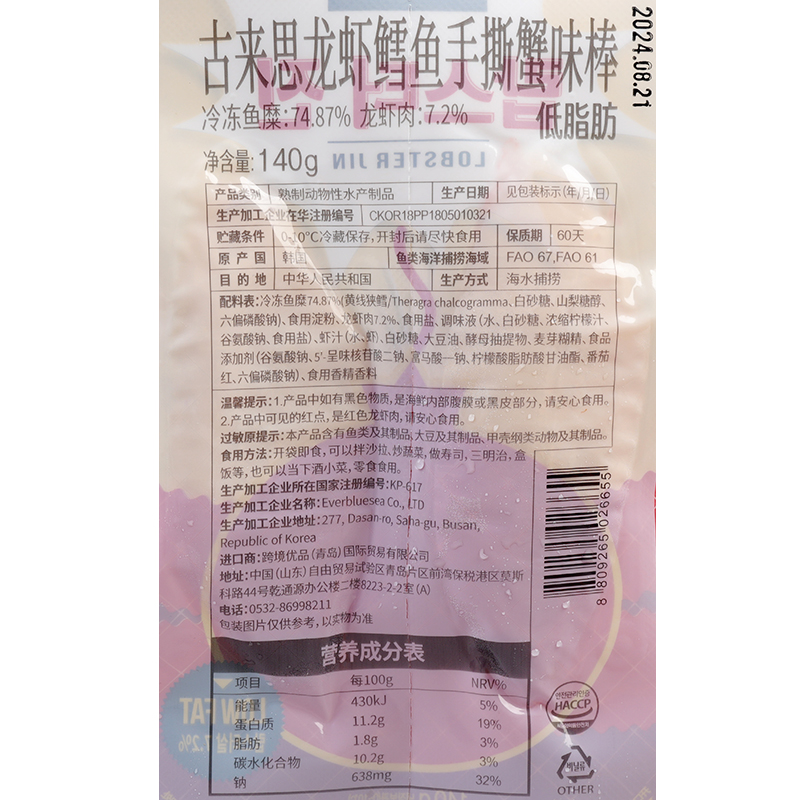 2024.08.21
古来思龙虾鳕鱼手撕蟹味棒
冷冻鱼糜:74.87% 龙虾肉:7.2%
低脂肪
净含量:140g
LOBSTER JIN
产品类别 熟制动物性水产制品 生产日期 见包装标示(年/月/日)
生产加工企业在华注册编号 CKOR18PP1805010321
贮藏条件 0-10℃冷藏保存,开封后请尽快食用 保质期 60天
原产国 韩国 鱼类海洋捕捞海域 FAO 67,FAO 61
目的地 中华人民共和国 生产方式 海水捕捞
配料表:冷冻鱼糜74.87%(黄线狭鳕/Theragra chalcogramma、白砂糖、山梨糖醇、
六偏磷酸钠)、食用淀粉、龙虾肉7.2%、食用盐、调味液(水、白砂糖、浓缩柠檬汁、
谷氨酸钠、食用盐)、虾汁(水、虾)、白砂糖、大豆油、酵母抽提物、麦芽糊精、食品
添加剂(谷氨酸钠、5'-呈味核苷酸二钠、富马酸一钠、柠檬酸脂肪酸甘油酯、番茄
红、六偏磷酸钠)、食用香精香料
温馨提示:1.产品中如有黑色物质,是海鲜内部腹膜或黑皮部分,请安心食用。
2.产品中可见的红点,是红色龙虾肉,请安心食用。
过敏原提示:本产品含有鱼类及其制品,大豆及其制品、甲壳纲类动物及其制品。
食用方法:开袋即食,可以拌沙拉,炒蔬菜,做寿司,三明治,盒
饭等,也可以当下酒小菜,零食食用。
生产加工企业所在国家注册编号:KP-617
生产加工企业名称:Everbluesea Co., LTD
生产加工企业地址:277, Dasan-ro, Saha-gu, Busan,
Republic of Korea
进口商:跨境优品(青岛)国际贸易有限公司
地址:中国(山东)自由贸易试验区青岛片区前湾保税港区莫斯
科路44号乾通源办公楼二楼8223-2-2室(A)
电话:0532-86998211
包装图片仅供参考,以实物为准
8 809265 026655
营养成分表
项目 每100g NRV%
能量 430kJ 5%
蛋白质 11.2g 19%
脂肪 1.8g 3%
碳水化合物 10.2g 3%
钠 638mg 32%
LOW FAT
안전관리인증
HACCP
비닐류
OTHER